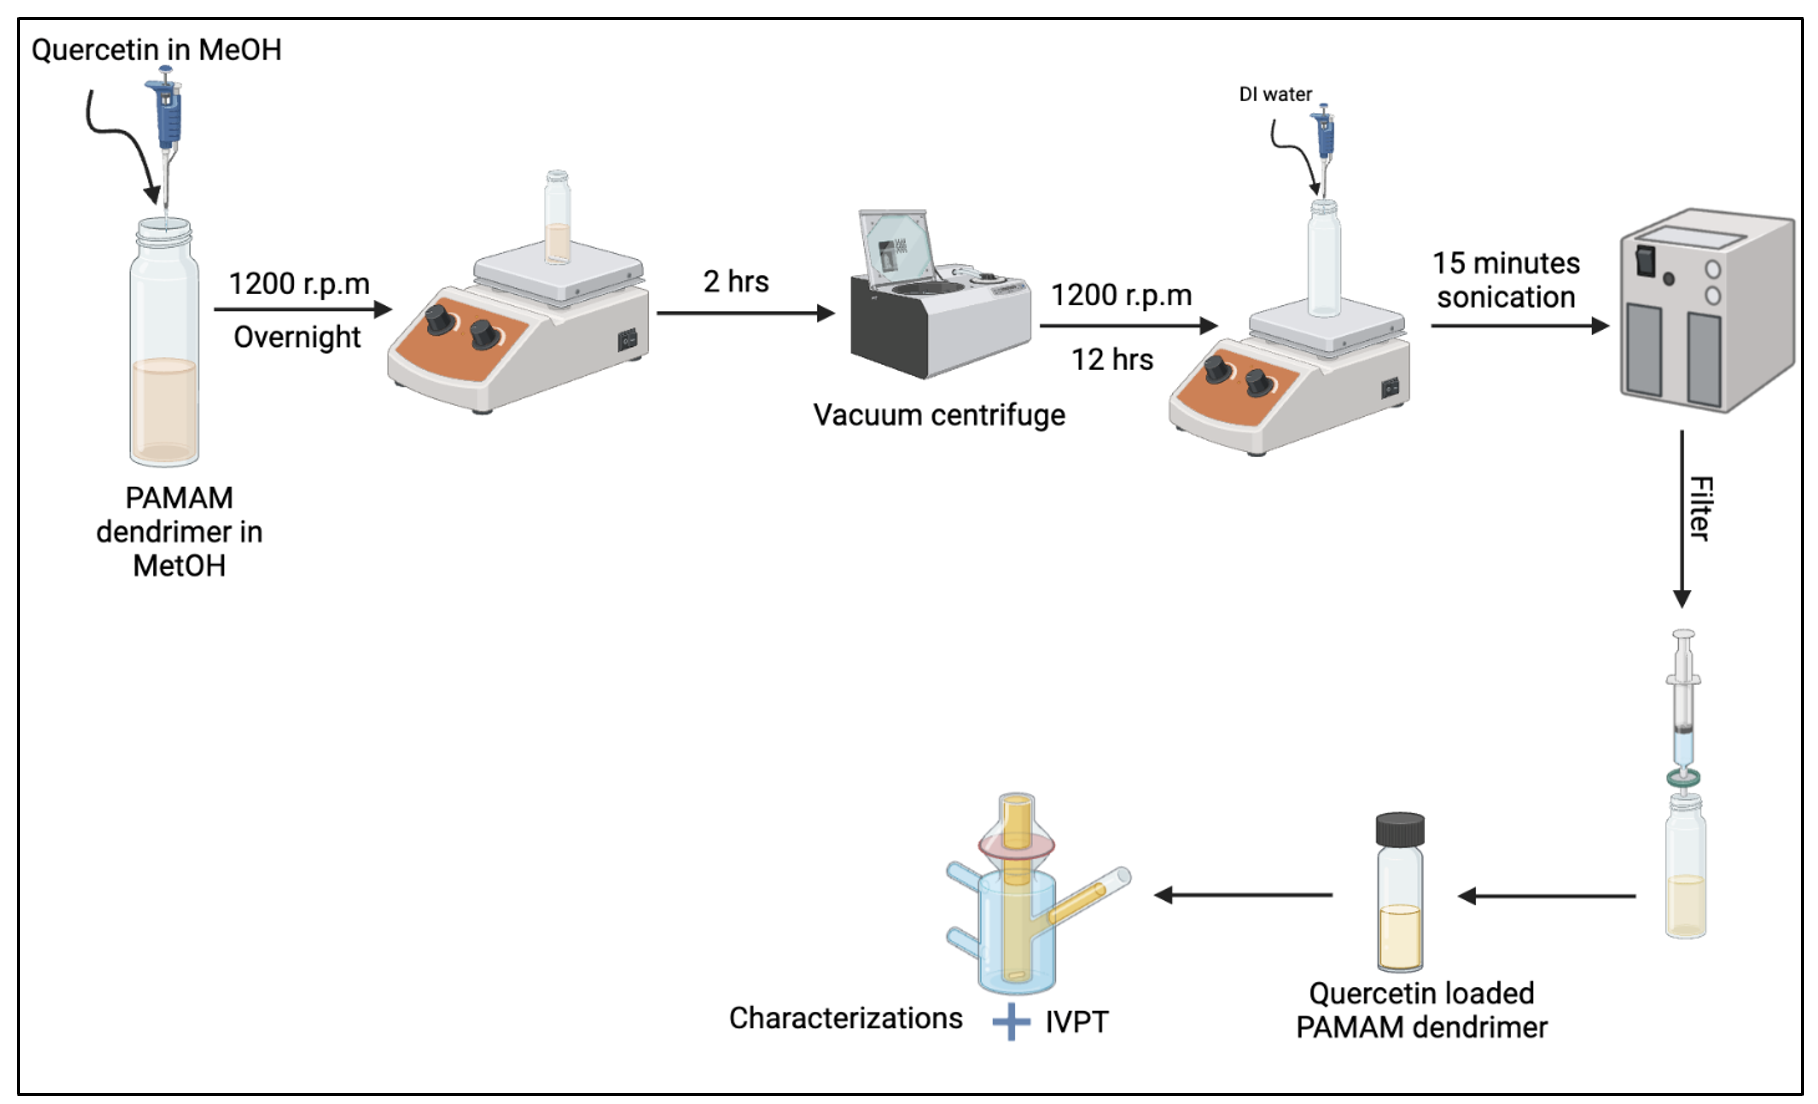 Quercetin in MeOH
DI water
1200 r.p.m
Overnight
2 hrs
1200 r.p.m
12 hrs
15 minutes
sonication
Vacuum centrifuge
PAMAM
dendrimer in
MetOH
Filter
Quercetin loaded
PAMAM dendrimer
Characterizations + IVPT